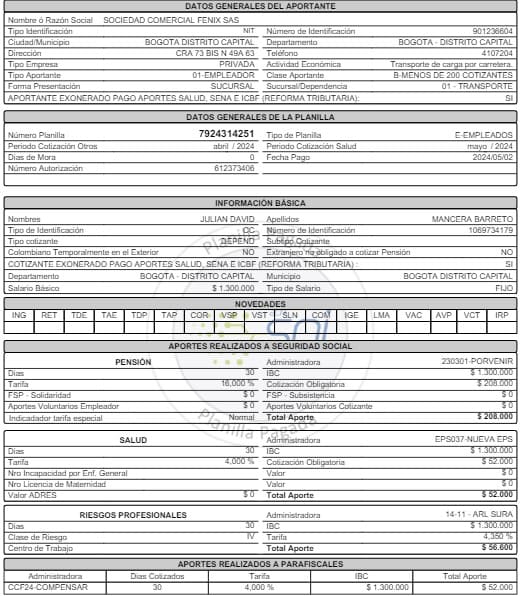 DATOS GENERALES DEL APORTANTE
Nombre ó Razón Social SOCIEDAD COMERCIAL FENIX SAS
Tipo Identificación NIT Número de Identificación 901236604
Ciudad/Municipio BOGOTA DISTRITO CAPITAL Departamento BOGOTA - DISTRITO CAPITAL
Dirección CRA 73 BIS N 49A 63 Teléfono 4107204
Tipo Empresa PRIVADA Actividad Económica Transporte de carga por carretera.
Tipo Aportante 01-EMPLEADOR Clase Aportante B-MENOS DE 200 COTIZANTES
Forma Presentación SUCURSAL Sucursal/Dependencia 01 - TRANSPORTE
APORTANTE EXONERADO PAGO APORTES SALUD, SENA E ICBF (REFORMA TRIBUTARIA): SI
DATOS GENERALES DE LA PLANILLA
Número Planilla 7924314251 Tipo de Planilla E-EMPLEADOS
Periodo Cotización Otros abril / 2024 Periodo Cotización Salud mayo / 2024
Dias de Mora 0 Fecha Pago 2024/05/02
Número Autorización 612373406
INFORMACIÓN BÁSICA
Nombres JULIAN DAVID Apellidos MANCERA BARRETO
Tipo de Identificación CC Número de Identificación 1069734179
Tipo cotizante DEPEND Subtipo Cotizante
Colombiano Temporalmente en el Exterior NO Extranjero no obligado a cotizar Pensión NO
COTIZANTE EXONERADO PAGO APORTES SALUD, SENA E ICBF (REFORMA TRIBUTARIA) : SI
Departamento BOGOTA - DISTRITO CAPITAL Municipio BOGOTA DISTRITO CAPITAL
Salario Básico $ 1.300.000 Tipo de Salario FIJO
NOVEDADES
ING RET TDE TAE TDP TAP COR VSP VST SLN COM IGE LMA VAC AVP VCT IRP
APORTES REALIZADOS A SEGURIDAD SOCIAL
PENSIÓN Administradora 230301-PORVENIR
Dias 30 IBC $ 1.300.000
Tarifa 16,000 % Cotización Obligatoria $ 208.000
FSP - Solidaridad $ 0 FSP - Subsistencia $ 0
Aportes Voluntarios Empleador $ 0 Aportes Voluntarios Cotizante $ 0
Indicadador tarifa especial Normal Total Aporte $ 208.000
Planilla Pagada
SALUD Administradora EPS037-NUEVA EPS
Dias 30 IBC $ 1.300.000
Tarifa 4,000 % Cotización Obligatoria $ 52.000
Nro Incapacidad por Enf. General Valor $ 0
Nro Licencia de Maternidad Valor $ 0
Valor ADRES $ 0 Total Aporte $ 52.000
RIESGOS PROFESIONALES Administradora 14-11 - ARL SURA
Dias 30 IBC $ 1.300.000
Clase de Riesgo IV Tarifa 4,350 %
Centro de Trabajo Total Aporte $ 56.600
APORTES REALIZADOS A PARAFISCALES
Administradora Dias Cotizados Tarifa IBC Total Aporte
CCF24-COMPENSAR 30 4,000 % $ 1.300.000 $ 52.000